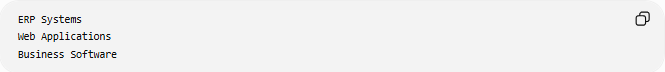 ERP Systems
Web Applications
Business Software